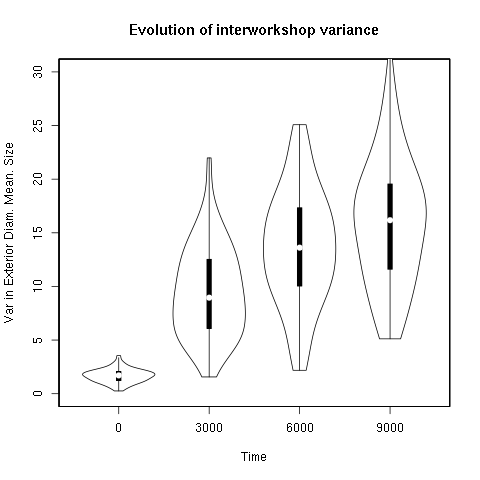 Evolution of interworkshop variance
Var in Exterior Diam. Mean. Size
30
25
20
15
10
5
0
0 3000 6000 9000
Time